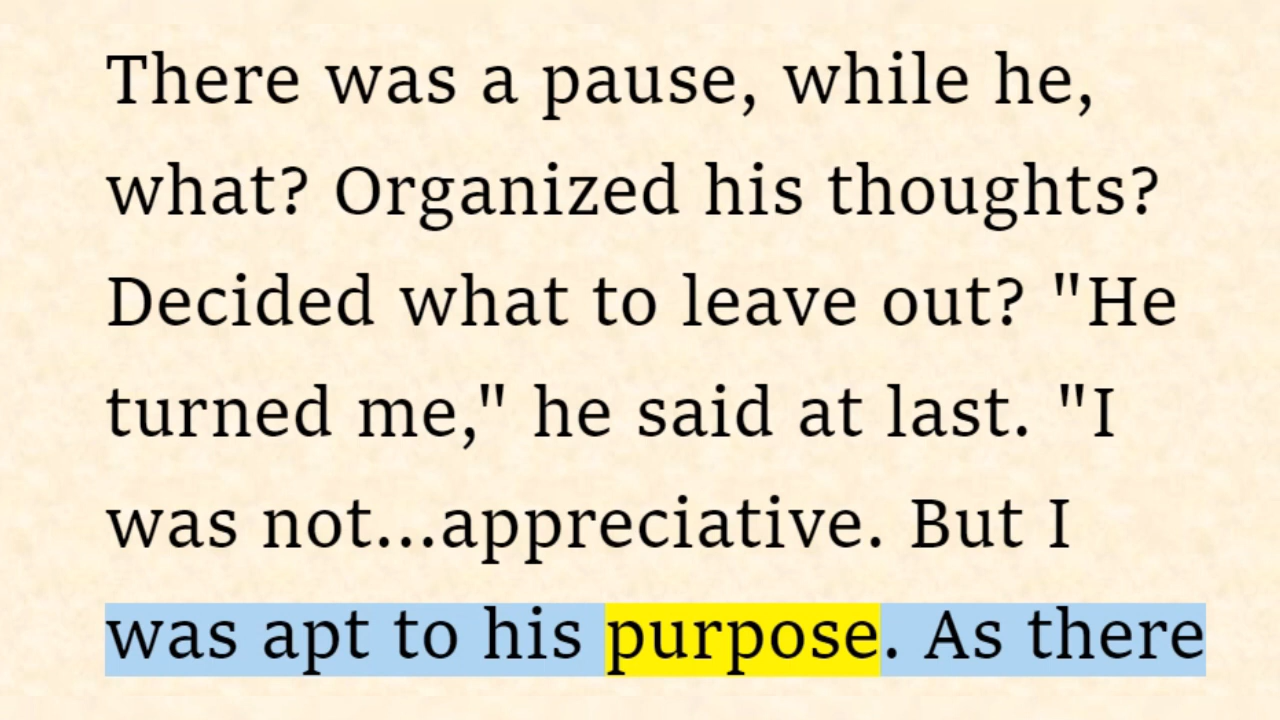 There was a pause, while he,
what? Organized his thoughts?
Decided what to leave out? "He
turned me," he said at last. "I
was not...appreciative. But I
was apt to his purpose. As there